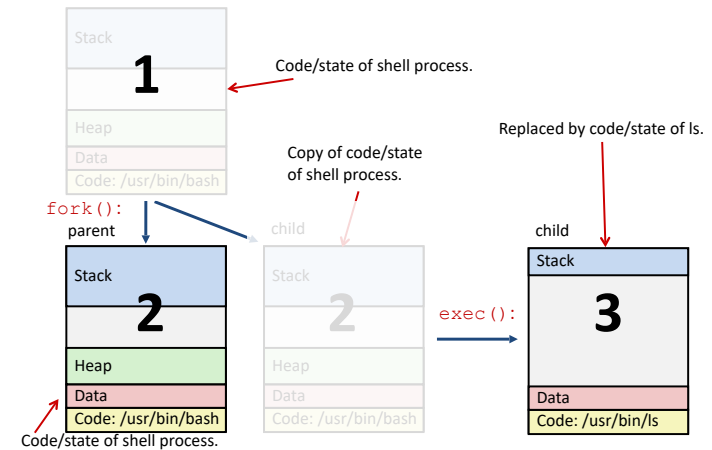 Stack
1
Code/state of shell process.
Heap
Data
Code: /usr/bin/bash
Replaced by code/state of ls.
Copy of code/state
of shell process.
fork():
parent
child
child
Stack
2
Heap
Data
Code: /usr/bin/bash
Code/state of shell process.
Stack
2
Heap
Data
Code: /usr/bin/bash
exec():
Stack
3
Data
Code: /usr/bin/ls